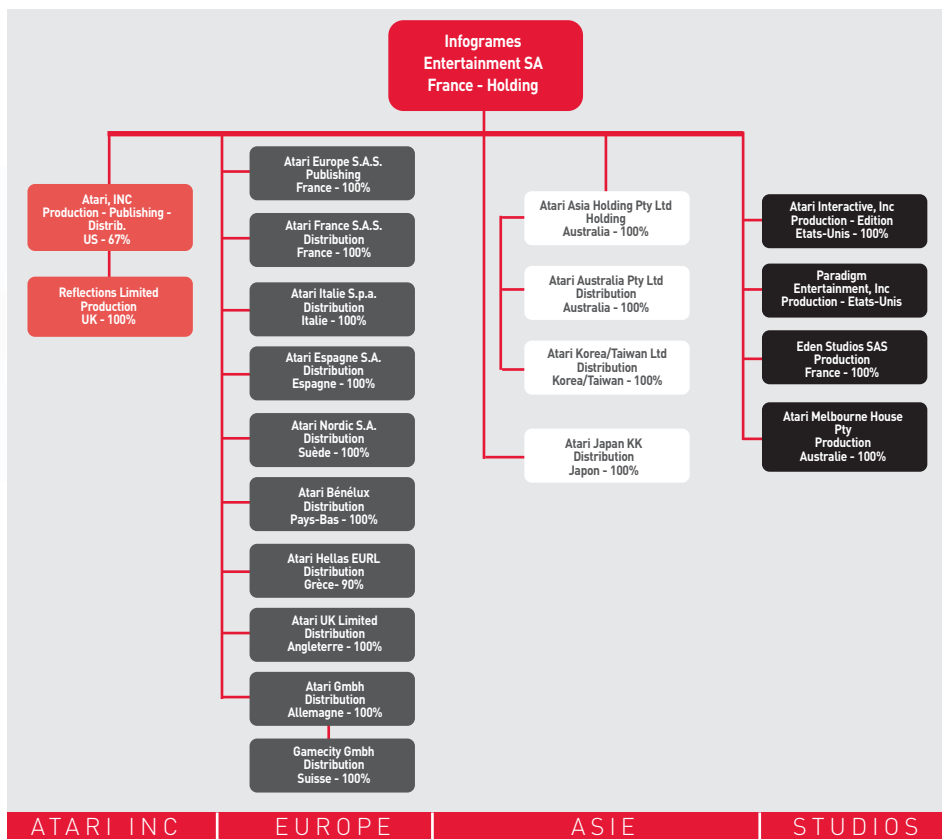 Infogrames
Entertainment SA
France - Holding
Atari, INC
Production - Publishing -
Distrib.
US - 67%
Reflections Limited
Production
UK - 100%
Atari Europe S.A.S.
Publishing
France - 100%
Atari France S.A.S.
Distribution
France - 100%
Atari Italie S.p.a.
Distribution
Italie - 100%
Atari Espagne S.A.
Distribution
Espagne - 100%
Atari Nordic S.A.
Distribution
Suède - 100%
Atari Bénélux
Distribution
Pays-Bas - 100%
Atari Hellas EURL
Distribution
Grèce- 90%
Atari UK Limited
Distribution
Angleterre - 100%
Atari Gmbh
Distribution
Allemagne - 100%
Gamecity Gmbh
Distribution
Suisse - 100%
Atari Asia Holding Pty Ltd
Holding
Australia - 100%
Atari Australia Pty Ltd
Distribution
Australia - 100%
Atari Korea/Taiwan Ltd
Distribution
Korea/Taiwan - 100%
Atari Japan KK
Distribution
Japon - 100%
Atari Interactive, Inc
Production - Edition
Etats-Unis - 100%
Paradigm
Entertainment, Inc
Production - Etats-Unis
Eden Studios SAS
Production
France - 100%
Atari Melbourne House
Pty
Production
Australie - 100%
ATARI INC
EUROPE
ASIE
STUDIOS